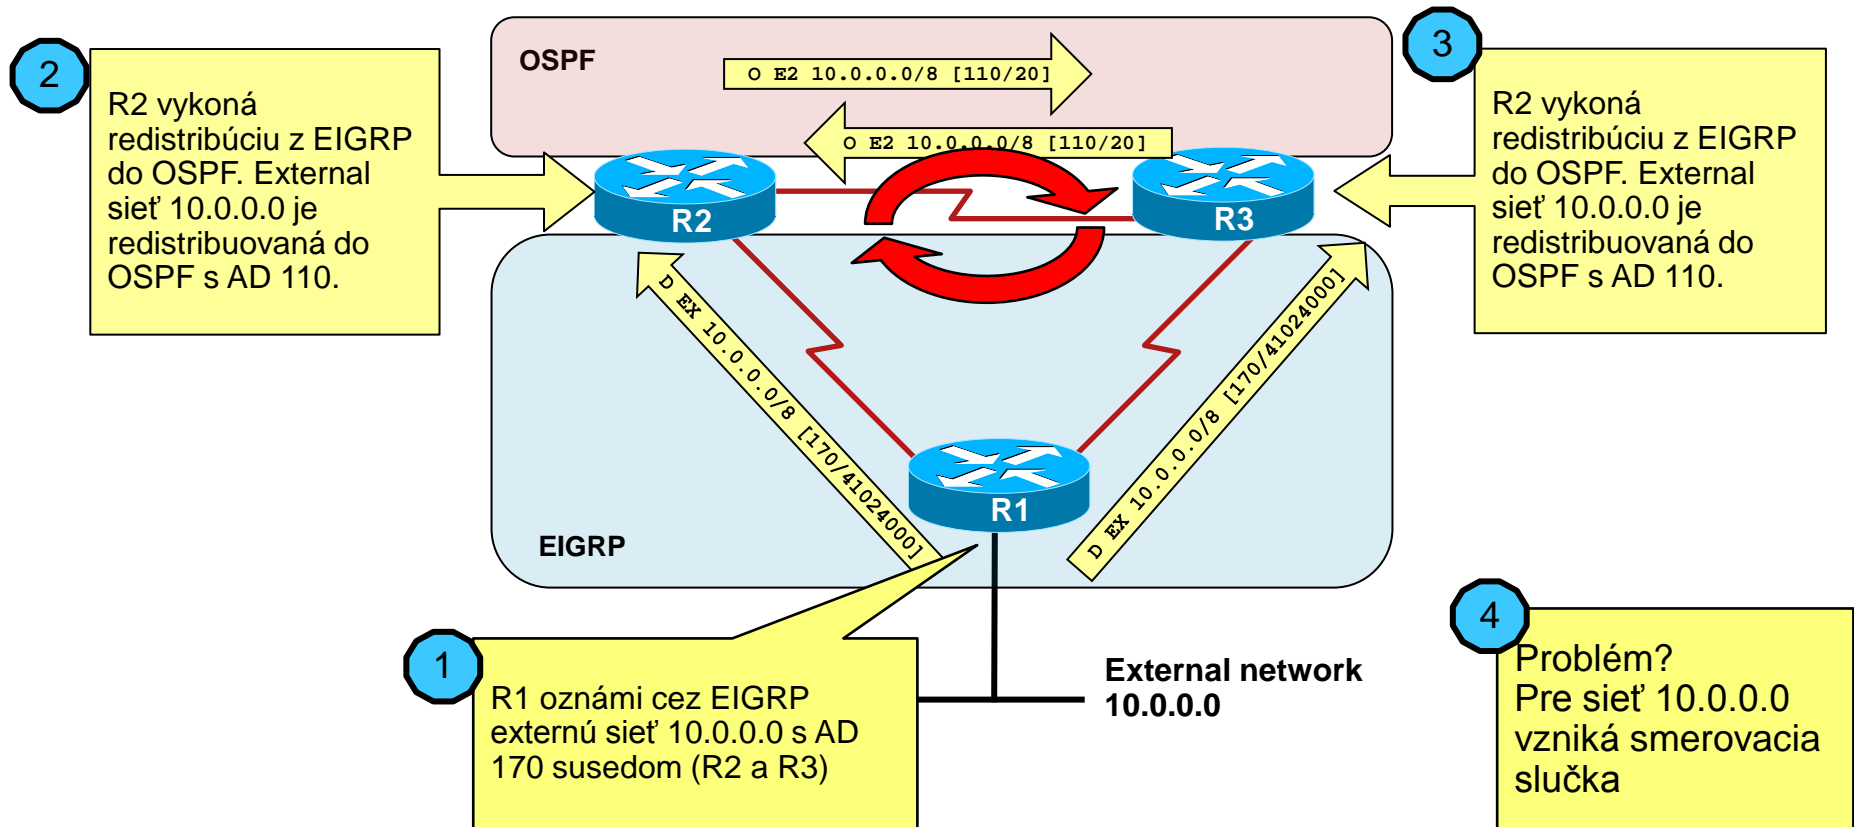 2
R2 vykoná
redistribúciu z EIGRP
do OSPF. External
sieť 10.0.0.0 je
redistribuovaná do
OSPF s AD 110.
OSPF
O E2 10.0.0.0/8 [110/20]
O E2 10.0.0.0/8 [110/20]
3
R2 vykoná
redistribúciu z EIGRP
do OSPF. External
sieť 10.0.0.0 je
redistribuovaná do
OSPF s AD 110.
R2
R3
D EX 10.0.0.0/8 [170/41024000]
D EX 10.0.0.0/8 [170/41024000]
R1
EIGRP
1
R1 oznámi cez EIGRP
externú sieť 10.0.0.0 s AD
170 susedom (R2 a R3)
External network
10.0.0.0
4
Problém?
Pre sieť 10.0.0.0
vzniká smerovacia
slučka